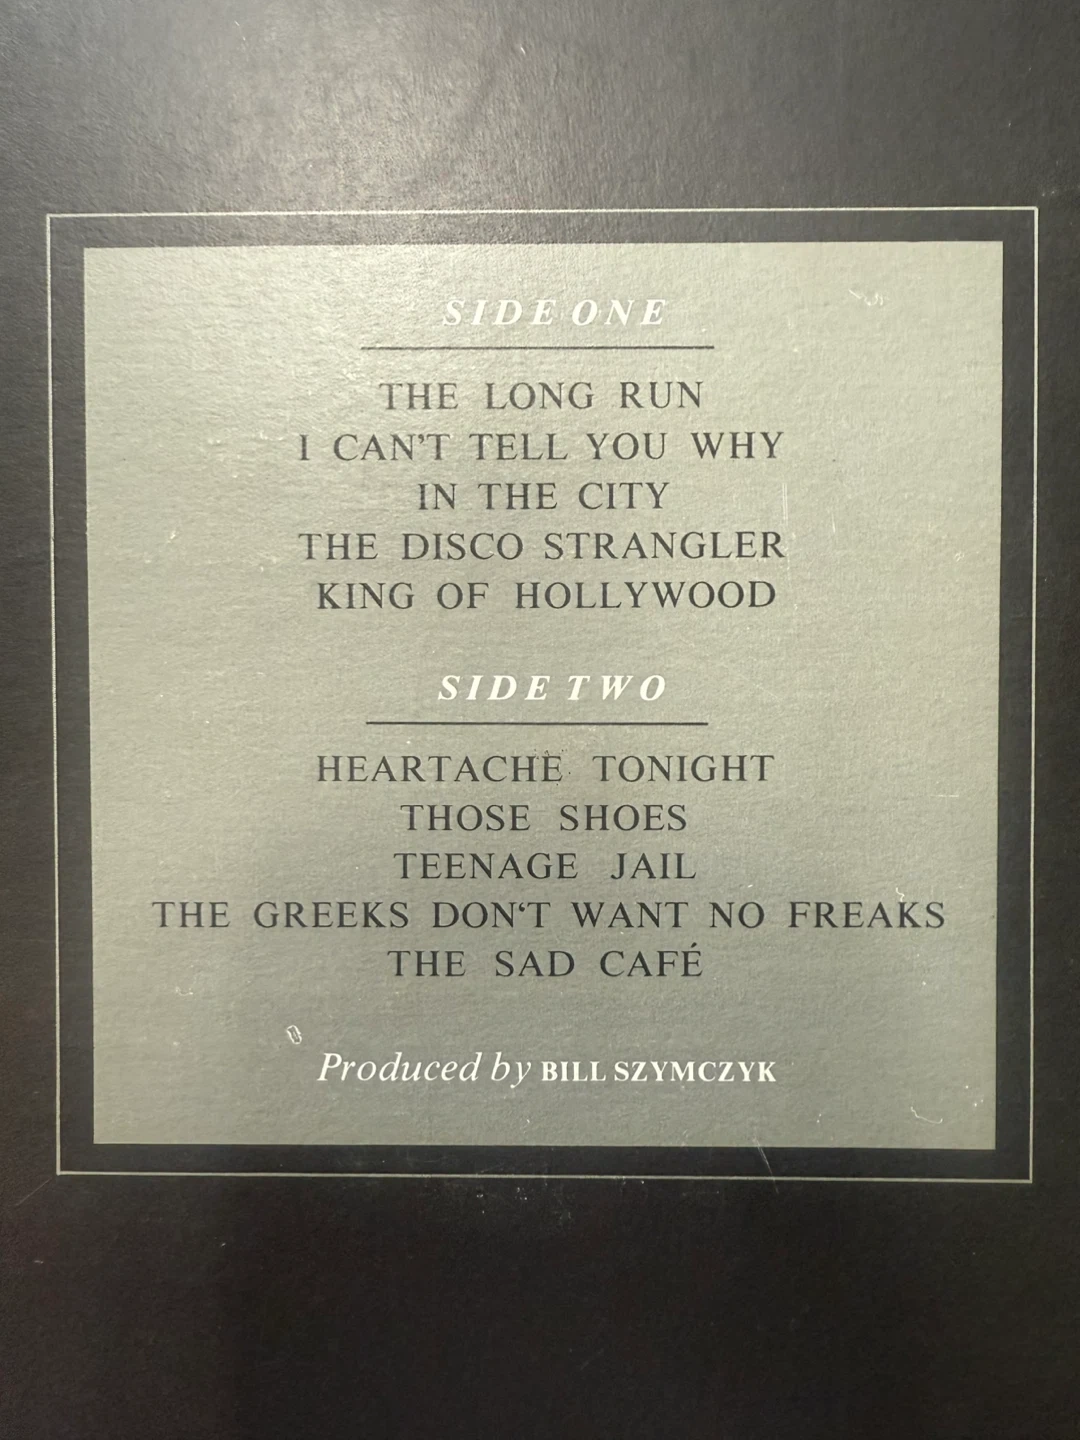 SIDE ONE
THE LONG RUN
I CAN'T TELL YOU WHY
IN THE CITY
THE DISCO STRANGLER
KING OF HOLLYWOOD
SIDE TWO
HEARTACHE TONIGHT
THOSE SHOES
TEENAGE JAIL
THE GREEKS DON‘T WANT NO FREAKS
THE SAD CAFÉ
Produced by BILL SZYMCZYK